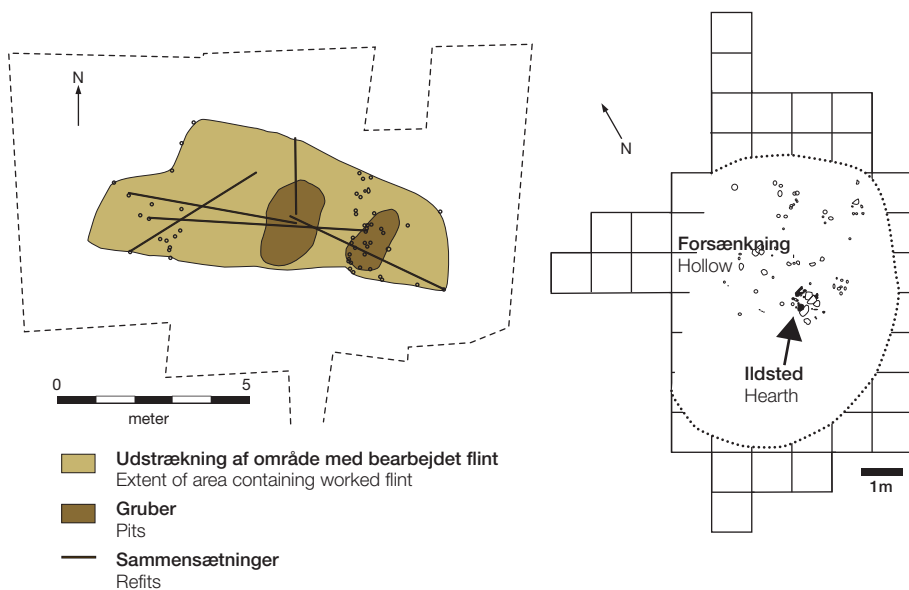 N
0
5
meter
Udstrækning af område med bearbejdet flint
Extent of area containing worked flint
Gruber
Pits
Sammensætninger
Refits
N
Forsænkning
Hollow
Ildsted
Hearth
1m